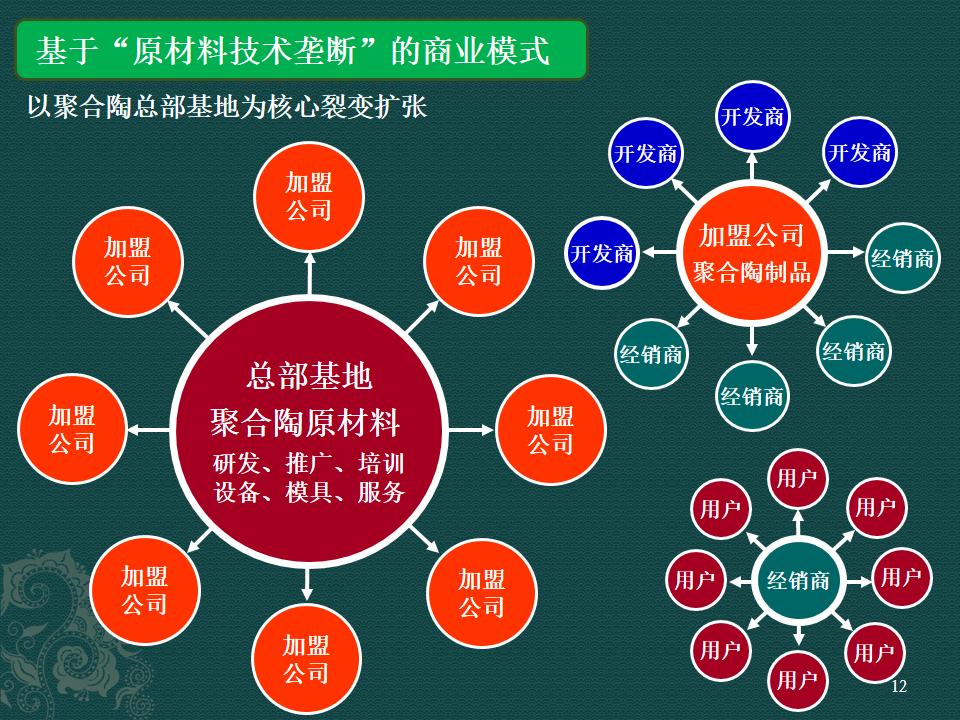 基于“原材料技术垄断”的商业模式
以聚合陶总部基地为核心裂变扩张
加盟
公司
加盟
公司
加盟
公司
加盟
公司
总部基地
聚合陶原材料
研发、推广、培训
设备、模具、服务
加盟
公司
加盟
公司
加盟
公司
加盟
公司
开发商
开发商
开发商
开发商
加盟公司
聚合陶制品
经销商
经销商
经销商
经销商
用户
用户
用户
用户
经销商
用户
用户
用户
用户
12